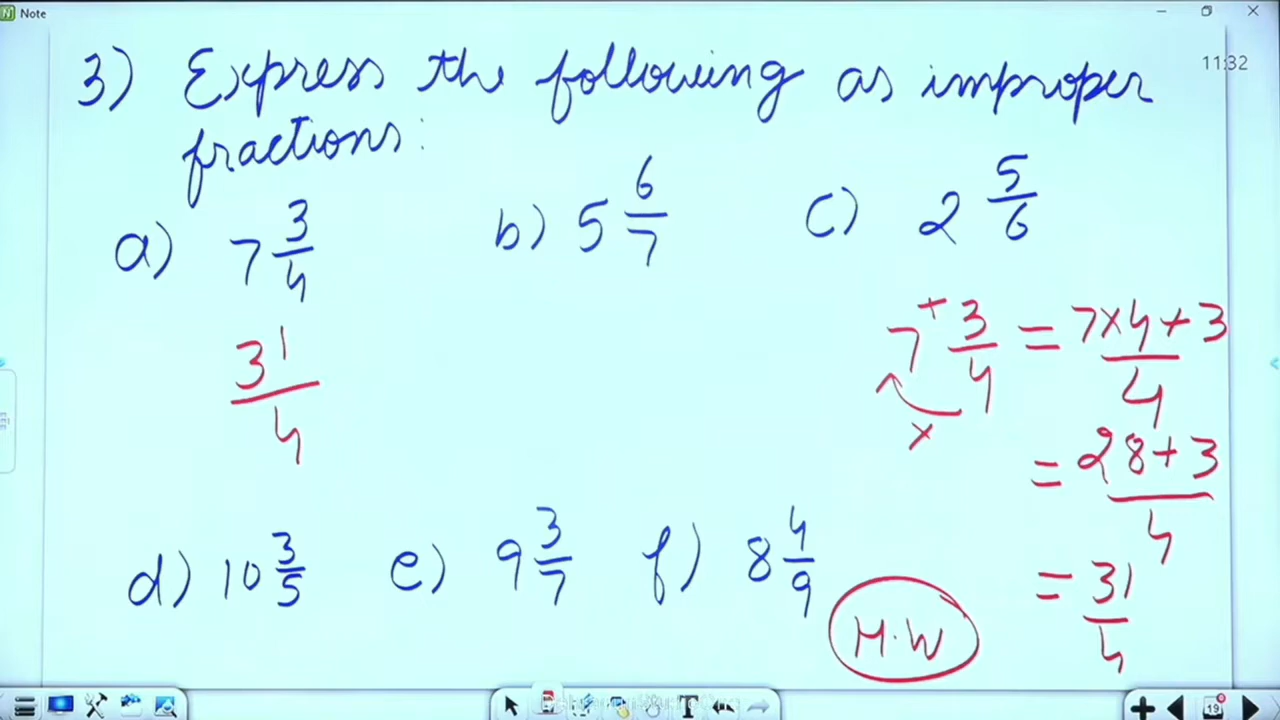 Note
11:32
3) Express the following as improper
fractions:
a) 7 3/4 b) 5 6/7 c) 2 5/6
31/4
7 + 3/4 = 7×4+3/4
×
= 28+3/4
= 31/4
d) 10 3/5 e) 9 3/7 f) 8 4/9
H.W
T
19